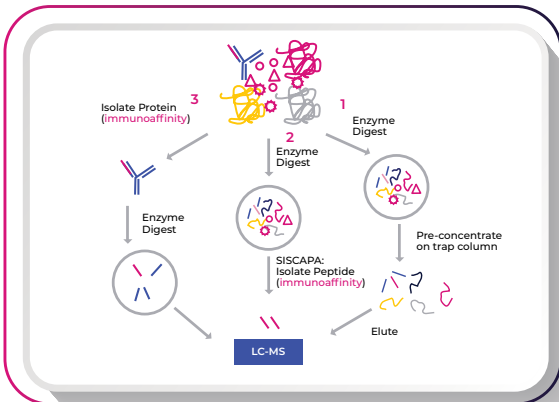 3
Isolate Protein
(immunoaffinity)
1
Enzyme
Digest
2
Enzyme
Digest
Enzyme
Digest
Pre-concentrate
on trap column
SISCAPA:
Isolate Peptide
(immunoaffinity)
Elute
LC-MS